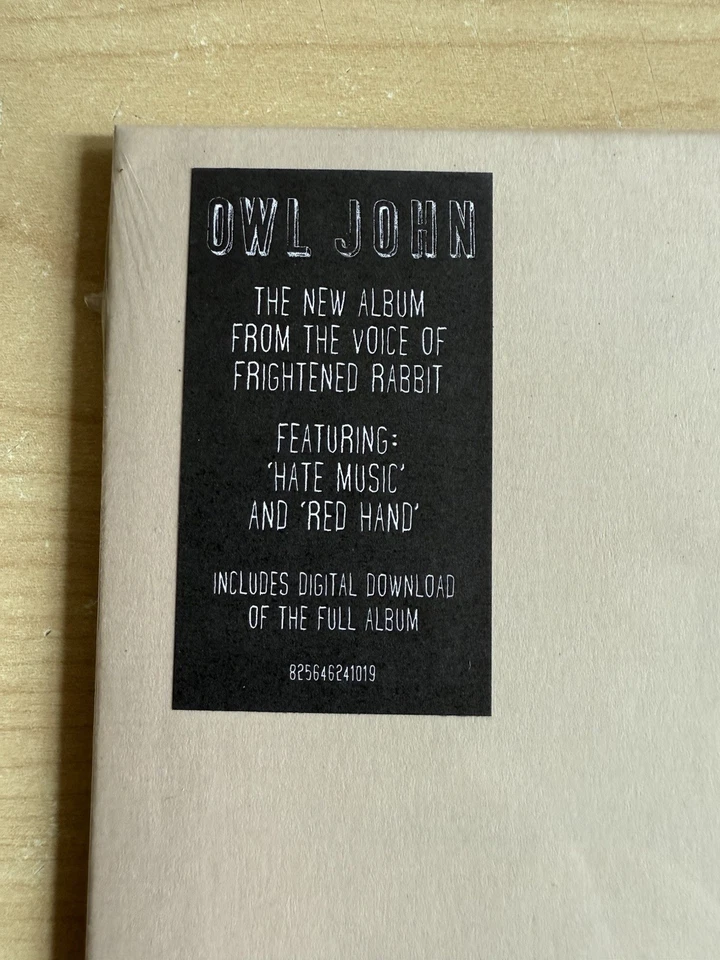 OWL JOHN
THE NEW ALBUM
FROM THE VOICE OF
FRIGHTENED RABBIT
FEATURING:
'HATE MUSIC'
AND 'RED HAND'
INCLUDES DIGITAL DOWNLOAD
OF THE FULL ALBUM
825646241019